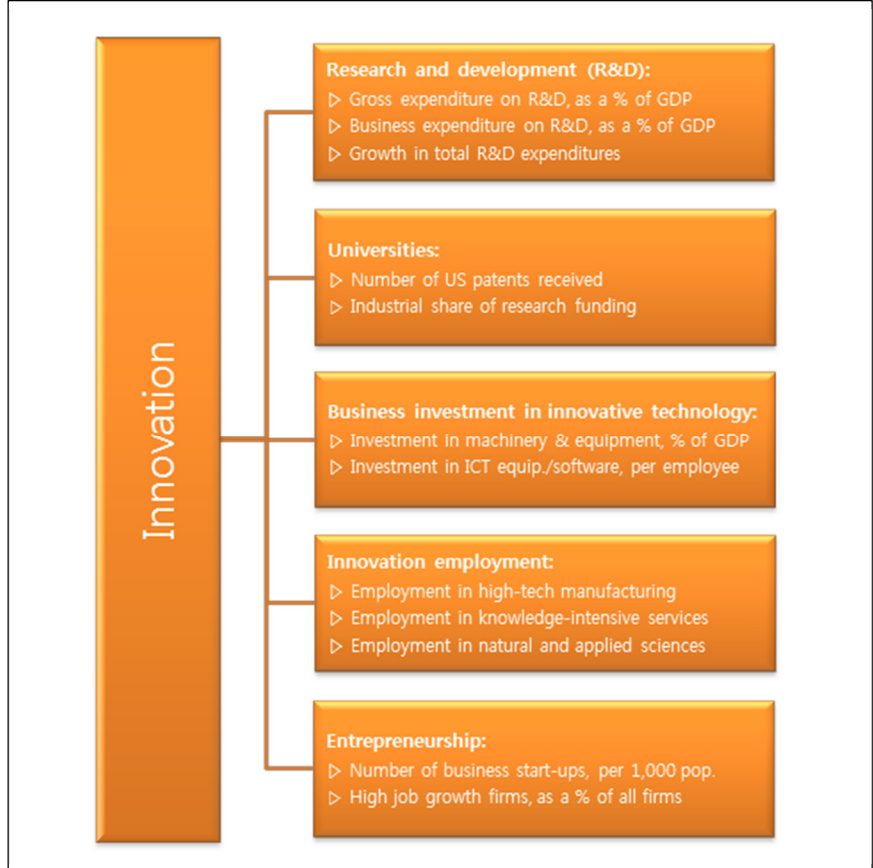 Innovation
Research and development (R&D):
▷ Gross expenditure on R&D, as a % of GDP
▷ Business expenditure on R&D, as a % of GDP
▷ Growth in total R&D expenditures
Universities:
▷ Number of US patents received
▷ Industrial share of research funding
Business investment in innovative technology:
▷ Investment in machinery & equipment, % of GDP
▷ Investment in ICT equip./software, per employee
Innovation employment:
▷ Employment in high-tech manufacturing
▷ Employment in knowledge-intensive services
▷ Employment in natural and applied sciences
Entrepreneurship:
▷ Number of business start-ups, per 1,000 pop.
▷ High job growth firms, as a % of all firms